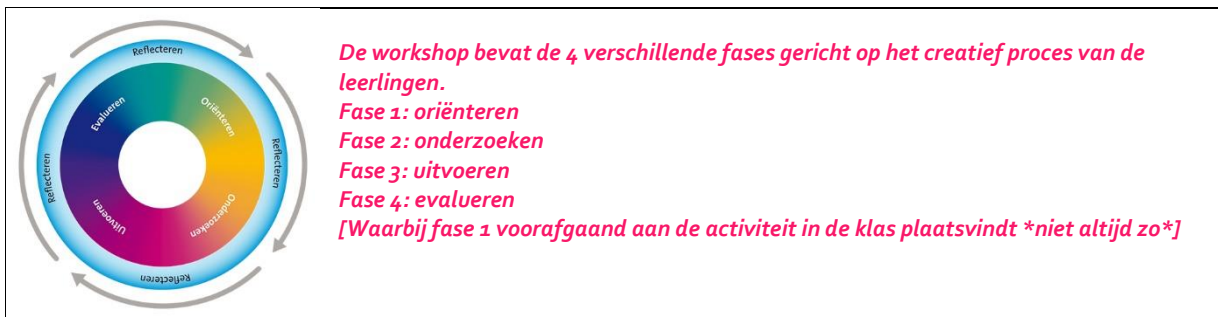 Reflecteren
Evalueren
Oriënteren
Reflecteren
Reflecteren
Uitvoeren
Onderzoeken
Reflecteren
De workshop bevat de 4 verschillende fases gericht op het creatief proces van de
leerlingen.
Fase 1: oriënteren
Fase 2: onderzoeken
Fase 3: uitvoeren
Fase 4: evalueren
[Waarbij fase 1 voorafgaand aan de activiteit in de klas plaatsvindt *niet altijd zo*]